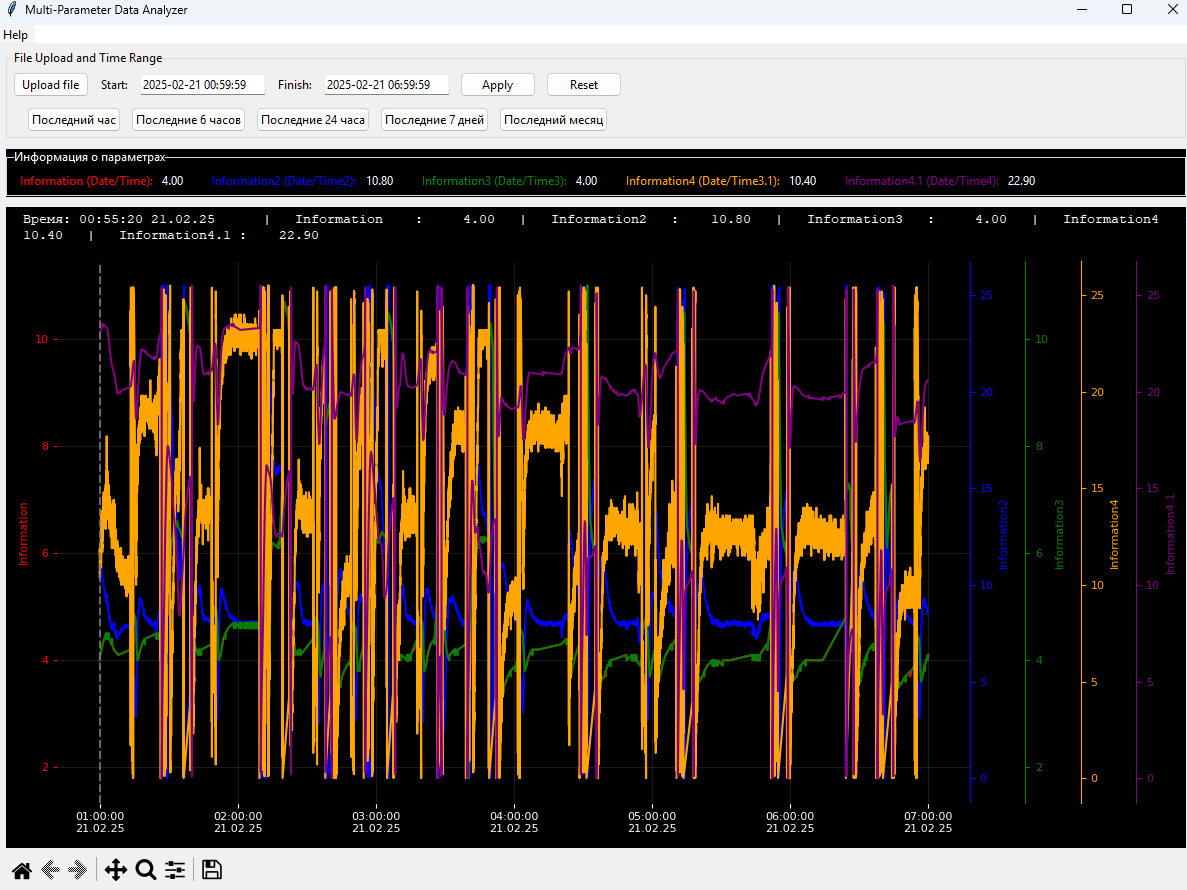 Multi-Parameter Data Analyzer
Help
File Upload and Time Range
Upload file Start: 2025-02-21 00:59:59 Finish: 2025-02-21 06:59:59 Apply Reset
Последний час Последние 6 часов Последние 24 часа Последние 7 дней Последний месяц
Информация о параметрах
Information (Date/Time): 4.00 Information2 (Date/Time2): 10.80 Information3 (Date/Time3): 4.00 Information4 (Date/Time3.1): 10.40 Information4.1 (Date/Time4): 22.90
Время: 00:55:20 21.02.25 | Information : 4.00 | Information2 : 10.80 | Information3 : 4.00 | Information4
10.40 | Information4.1 : 22.90
10
8
6
4
2
Information
25
20
15
10
5
0
Information2
10
8
6
4
2
Information3
25
20
15
10
5
0
Information4
25
20
15
10
5
0
Information4.1
01:00:00 02:00:00 03:00:00 04:00:00 05:00:00 06:00:00 07:00:00
21.02.25 21.02.25 21.02.25 21.02.25 21.02.25 21.02.25 21.02.25